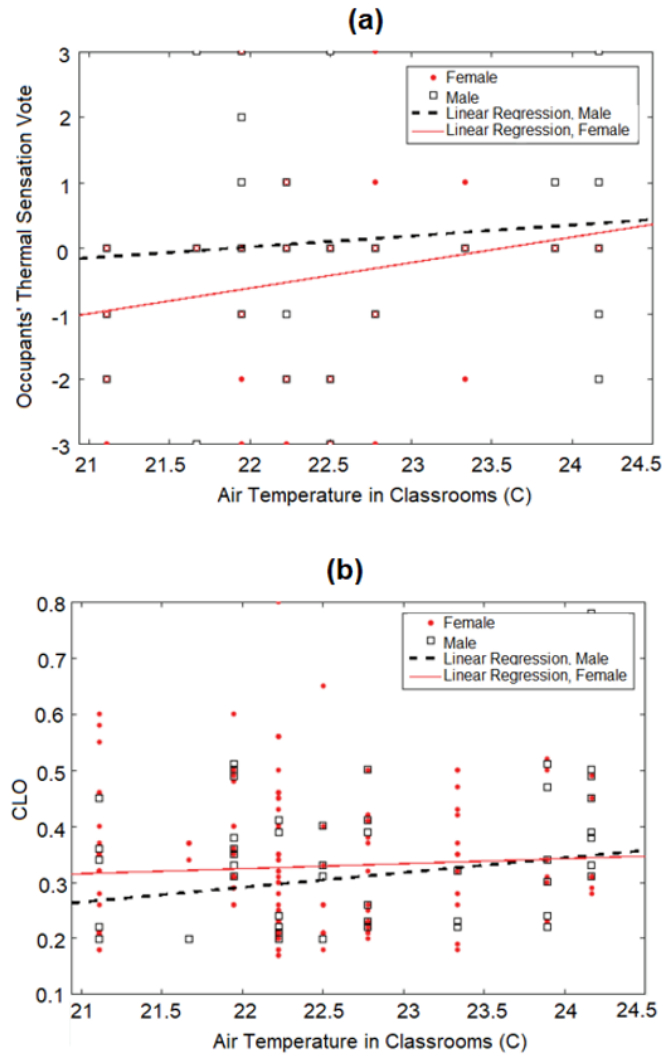 (a)
Occupants' Thermal Sensation Vote
3
2
1
0
-1
-2
-3
Female
Male
Linear Regression, Male
Linear Regression, Female
21 21.5 22 22.5 23 23.5 24 24.5
Air Temperature in Classrooms (C)
(b)
CLO
0.8
0.7
0.6
0.5
0.4
0.3
0.2
0.1
Female
Male
Linear Regression, Male
Linear Regression, Female
21 21.5 22 22.5 23 23.5 24 24.5
Air Temperature in Classrooms (C)